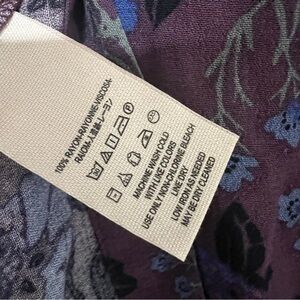 100% RAYON-RAYONNE-VISCOSA-
MACHINE WASH COLD
WITH LIKE COLORS
USE ONLY NON-CHLORINE BLEACH
LINE DRY
LOW IRON AS NEEDED
MAY BE DRY CLEANED